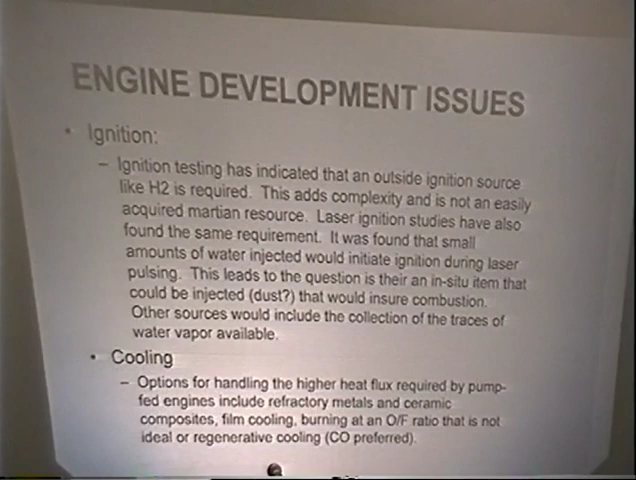 ENGINE DEVELOPMENT ISSUES
• Ignition:
– Ignition testing has indicated that an outside ignition source
like H2 is required. This adds complexity and is not an easily
acquired martian resource. Laser ignition studies have also
found the same requirement. It was found that small
amounts of water injected would initiate ignition during laser
pulsing. This leads to the question is their an in-situ item that
could be injected (dust?) that would insure combustion.
Other sources would include the collection of the traces of
water vapor available.
• Cooling
– Options for handling the higher heat flux required by pump-
fed engines include refractory metals and ceramic
composites, film cooling, burning at an O/F ratio that is not
ideal or regenerative cooling (CO preferred).